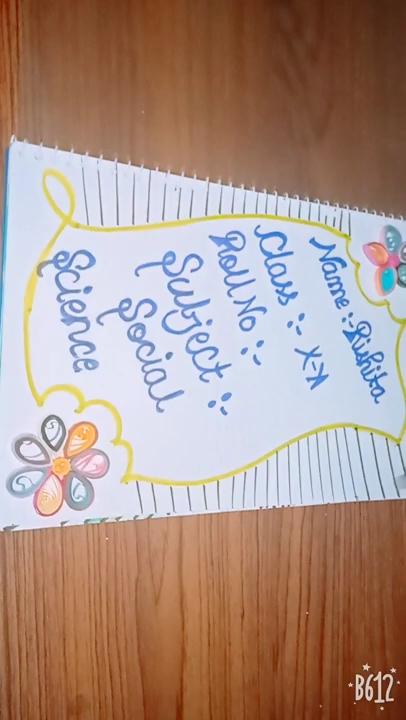 Name :- Rishita
Class :- X-A
Roll No :-
Subject :-
Social
Science
B612